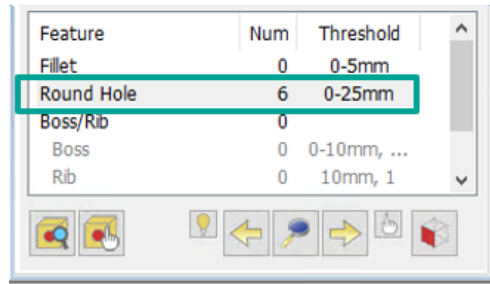 Feature Num Threshold
Fillet 0 0-5mm
Round Hole 6 0-25mm
Boss/Rib 0
Boss 0 0-10mm, ...
Rib 0 10mm, 1